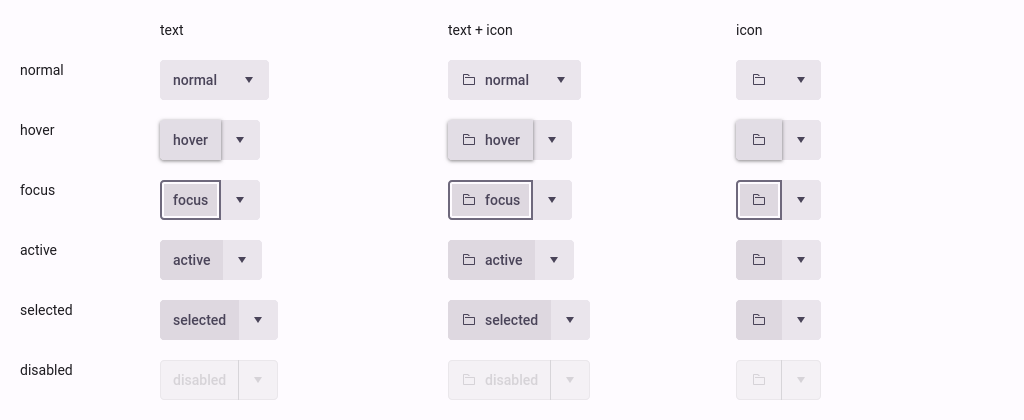 text text + icon icon
normal normal normal
hover hover hover
focus focus focus
active active active
selected selected selected
disabled disabled disabled